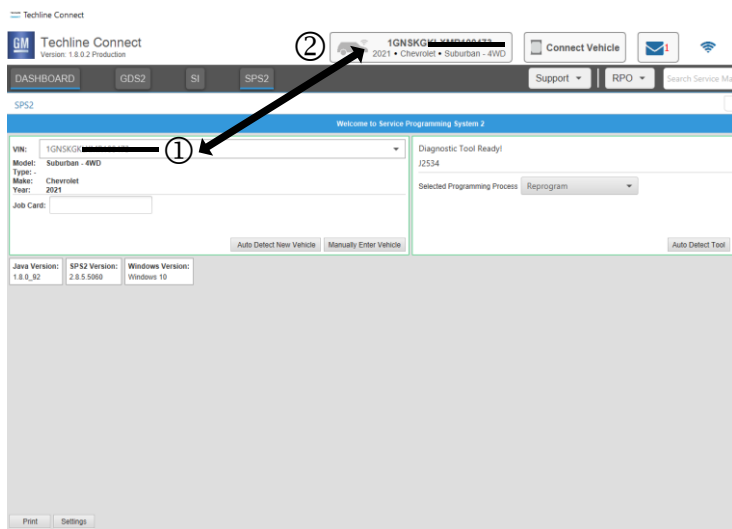 Techline Connect
GM
Techline Connect
Version: 1.8.0.2 Production
②
2021 • Chevrolet • Suburban - 4WD
Connect Vehicle
1
DASHBOARD
GDS2
SI
SPS2
Support
RPO
Search Service Ma
SPS2
Welcome to Service Programming System 2
VIN:
1GNSKGK
①
Model: Suburban - 4WD
Type: -
Make: Chevrolet
Year: 2021
Job Card:
Auto Detect New Vehicle
Manually Enter Vehicle
Diagnostic Tool Ready!
J2534
Selected Programming Process
Reprogram
Auto Detect Tool
Java Version:
1.8.0_92
SPS2 Version:
2.8.5.5060
Windows Version:
Windows 10
Print
Settings